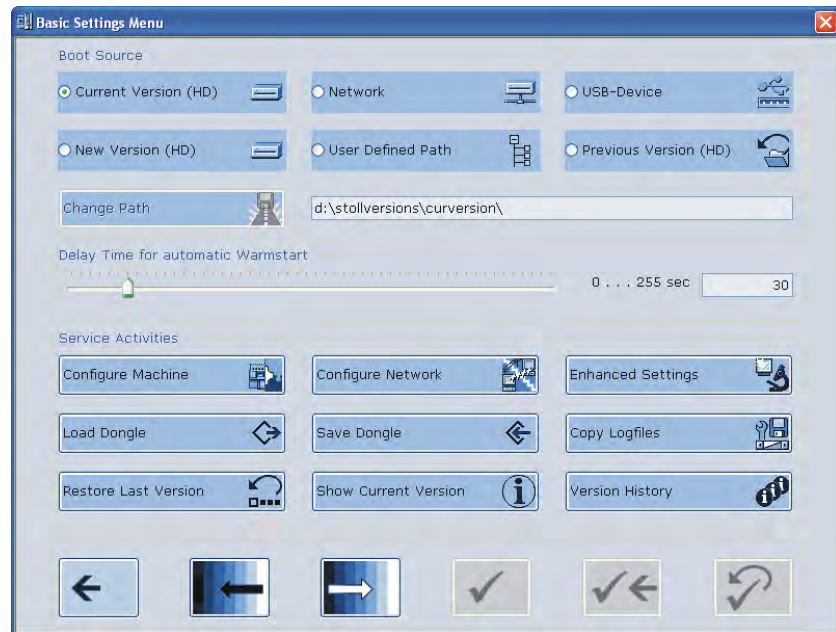 Basic Settings Menu
Boot Source
Current Version (HD) Network USB-Device
New Version (HD) User Defined Path Previous Version (HD)
Change Path d:\stollversions\curversion\
Delay Time for automatic Warmstart
0 . . . 255 sec 30
Service Activities
Configure Machine Configure Network Enhanced Settings
Load Dongle Save Dongle Copy Logfiles
Restore Last Version Show Current Version Version History